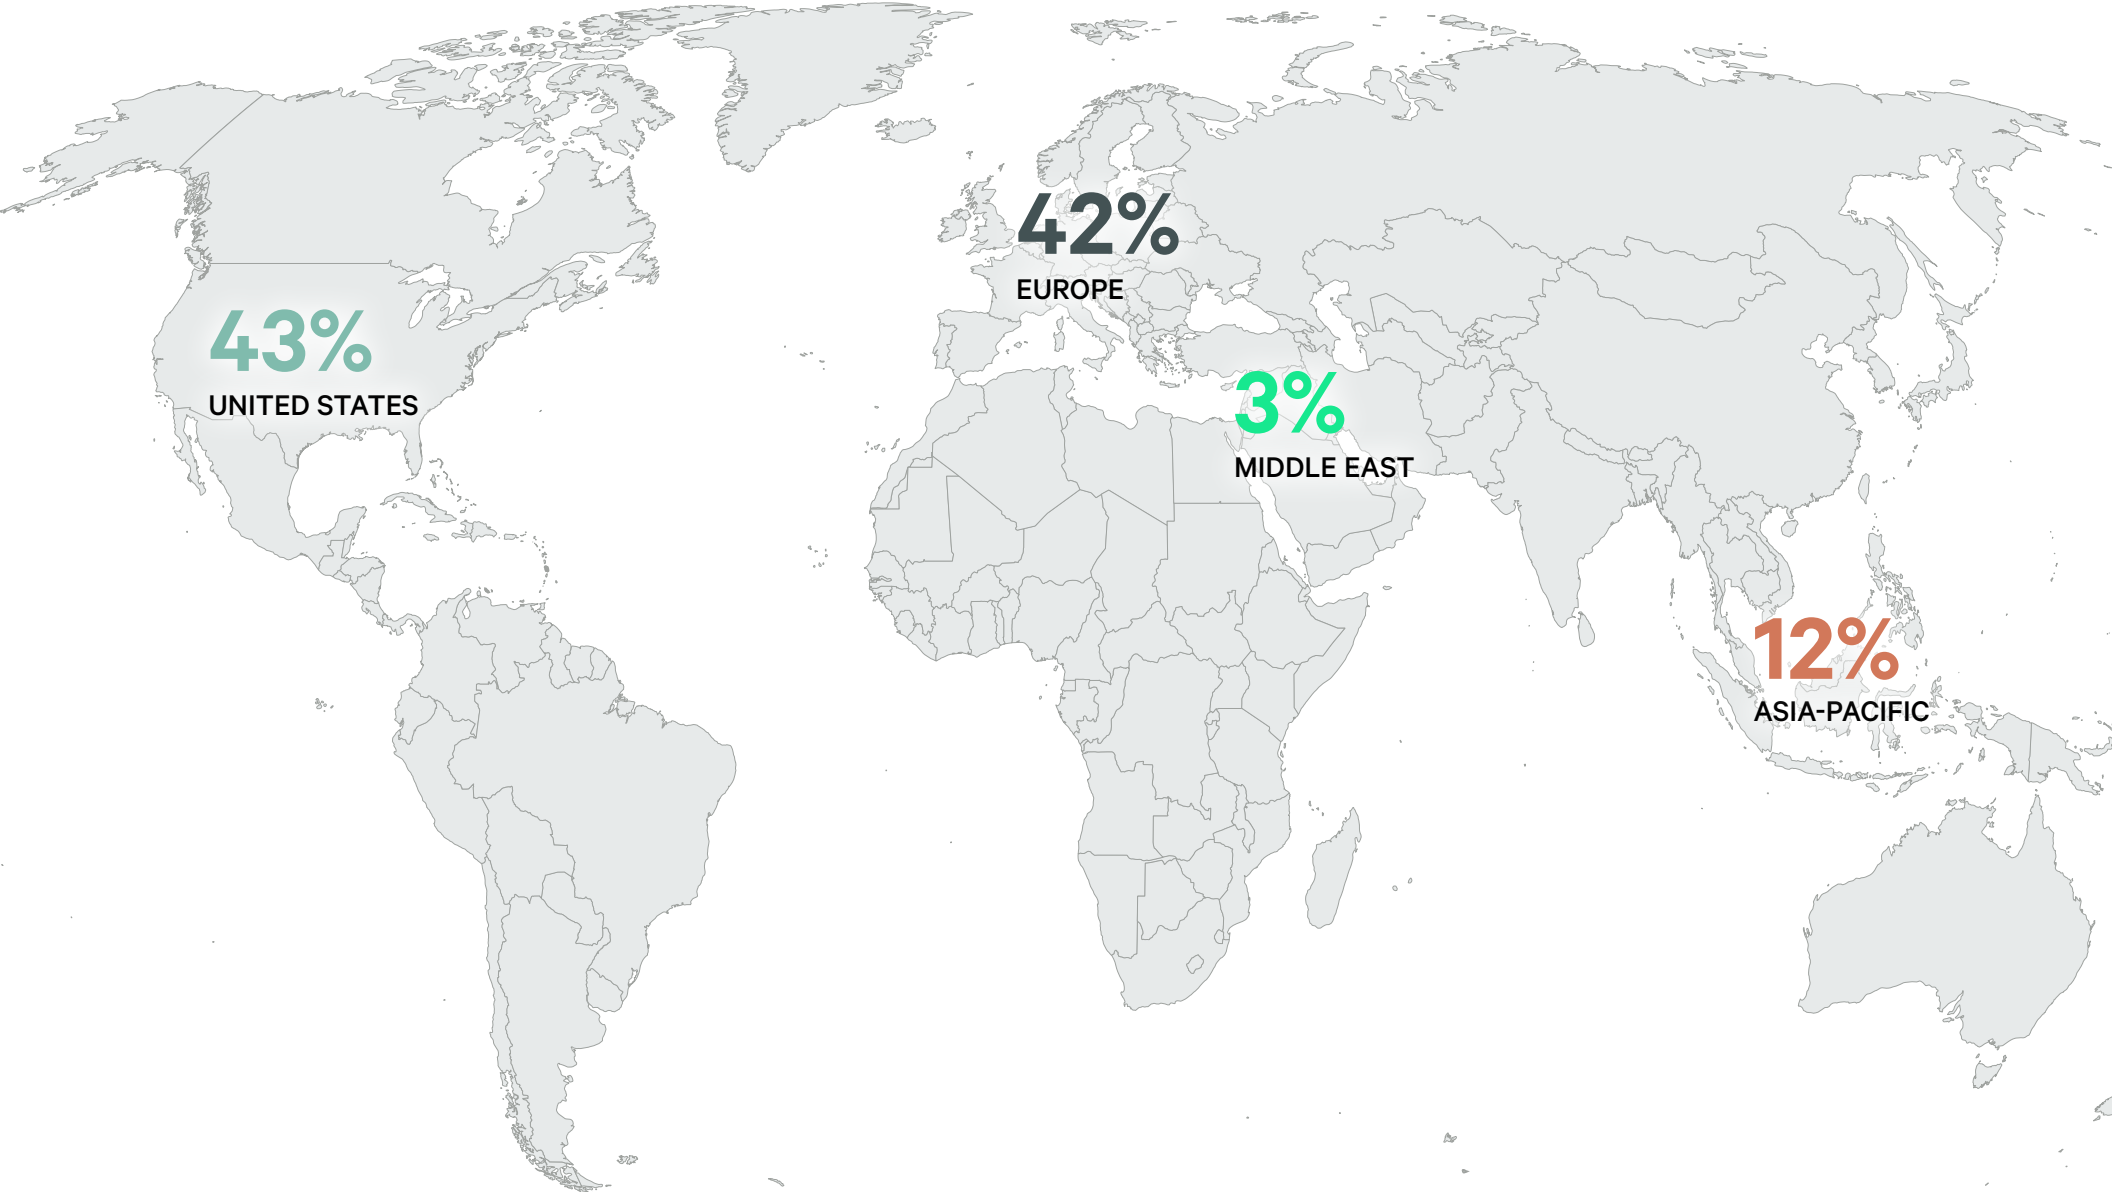 42%
EUROPE
43%
UNITED STATES
3%
MIDDLE EAST
12%
ASIA-PACIFIC